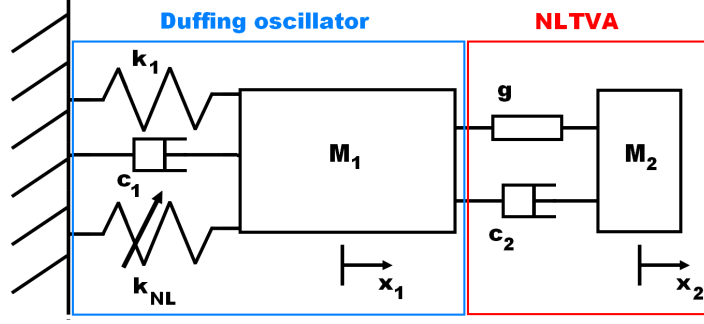 Duffing oscillator
NLTVA
k1
g
M1
M2
c1
c2
kNL
x1
x2